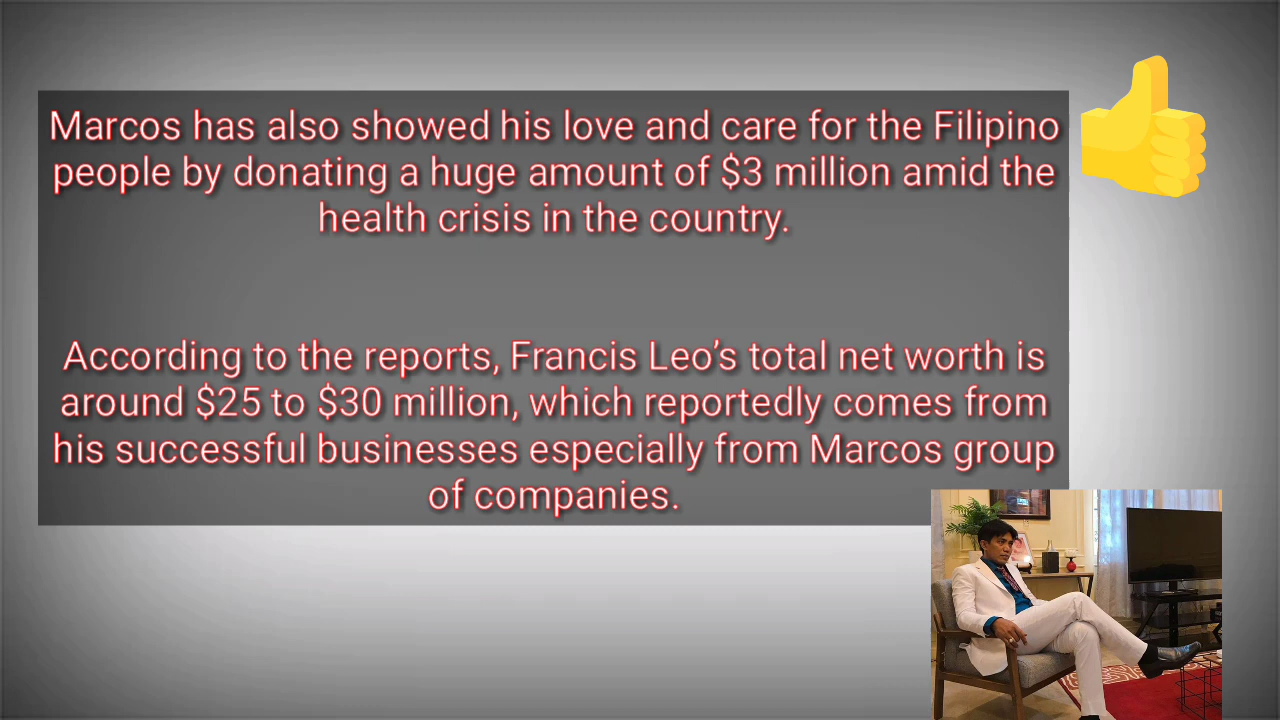 Marcos has also showed his love and care for the Filipino
people by donating a huge amount of $3 million amid the
health crisis in the country.
According to the reports, Francis Leo’s total net worth is
around $25 to $30 million, which reportedly comes from
his successful businesses especially from Marcos group
of companies.